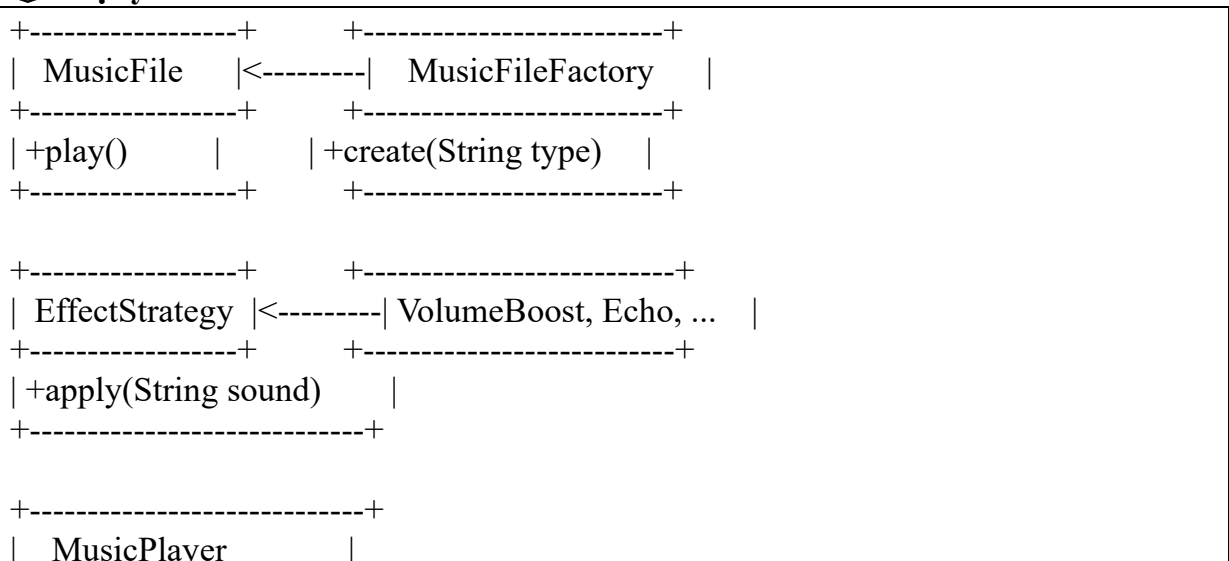 +------------------+ +--------------------------+
| MusicFile |<---------| MusicFileFactory |
+------------------+ +--------------------------+
| +play() | | +create(String type) |
+------------------+ +--------------------------+
+------------------+ +---------------------------+
| EffectStrategy |<---------| VolumeBoost, Echo, ... |
+------------------+ +---------------------------+
| +apply(String sound) |
+-----------------------------+
+-----------------------------+
| MusicPlayer |